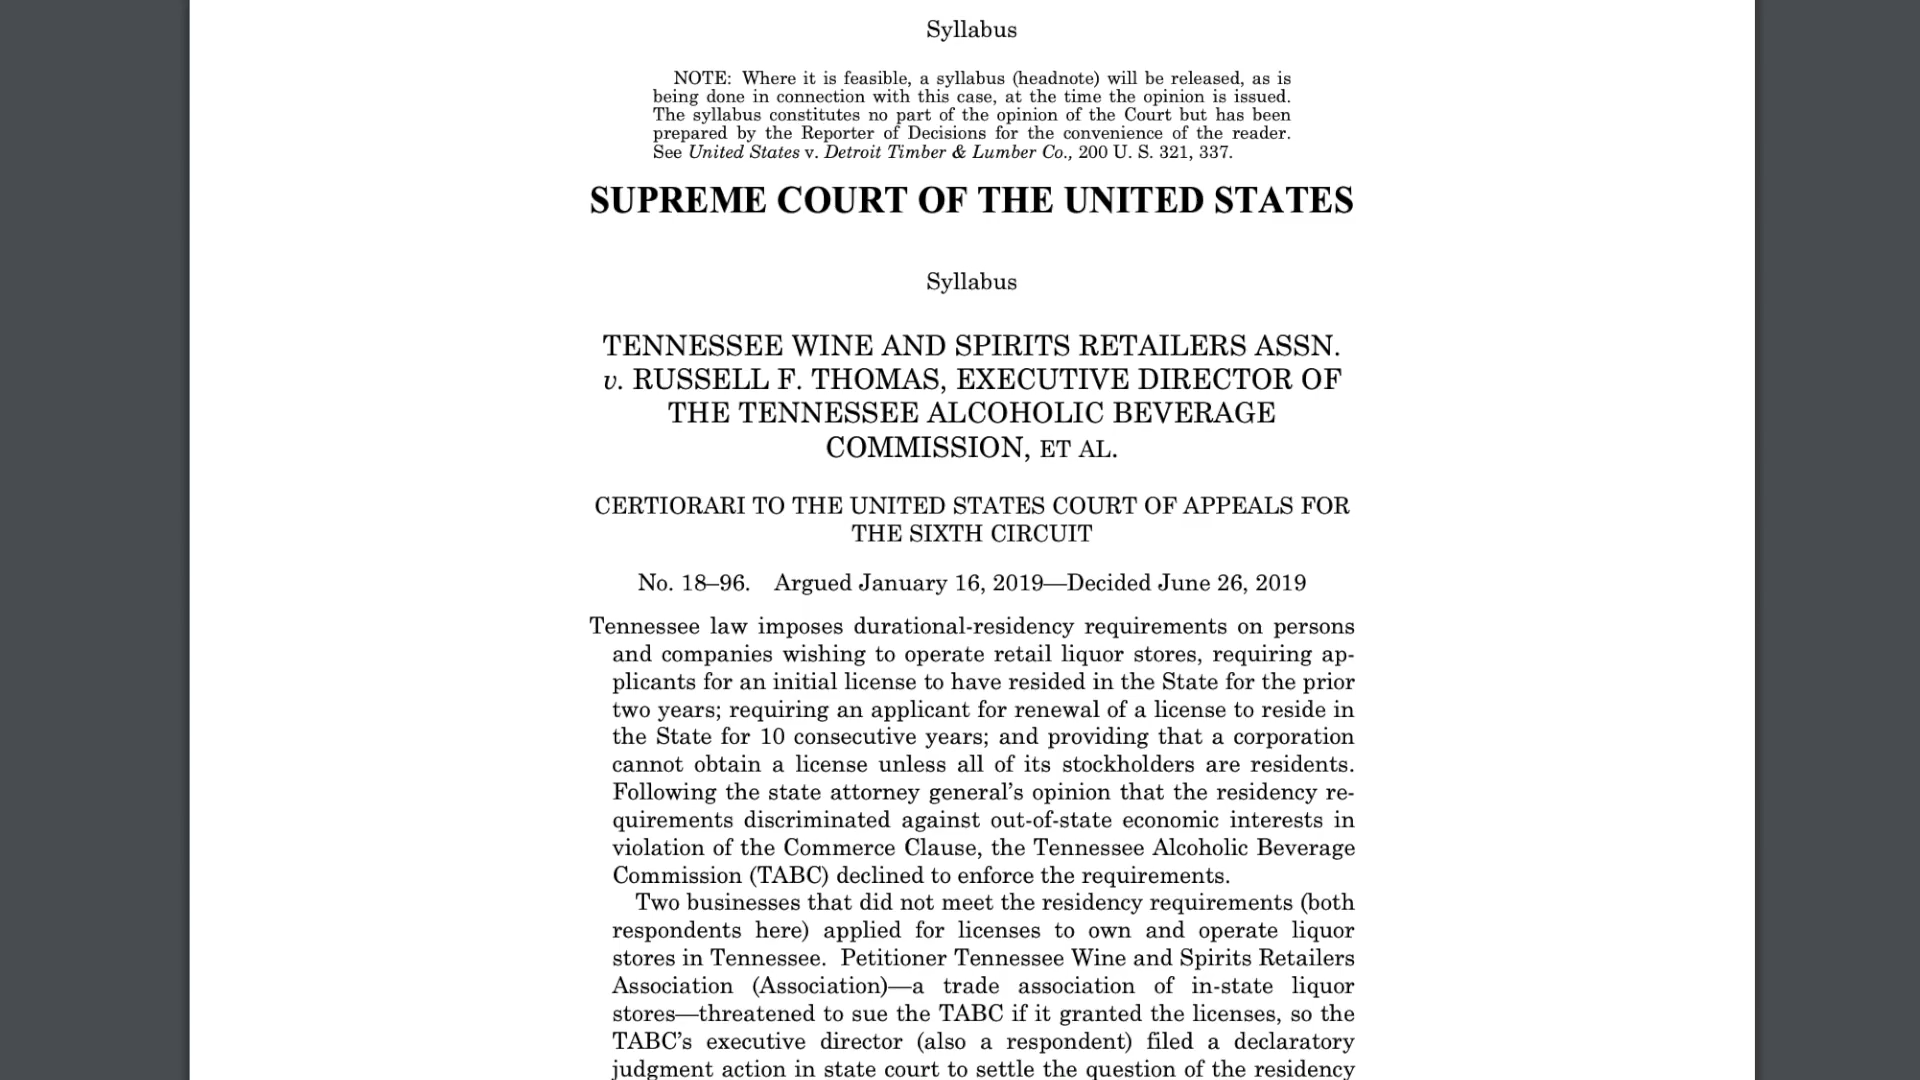 Syllabus
NOTE: Where it is feasible, a syllabus (headnote) will be released, as is
being done in connection with this case, at the time the opinion is issued.
The syllabus constitutes no part of the opinion of the Court but has been
prepared by the Reporter of Decisions for the convenience of the reader.
See United States v. Detroit Timber & Lumber Co., 200 U. S. 321, 337.
SUPREME COURT OF THE UNITED STATES
Syllabus
TENNESSEE WINE AND SPIRITS RETAILERS ASSN.
v. RUSSELL F. THOMAS, EXECUTIVE DIRECTOR OF
THE TENNESSEE ALCOHOLIC BEVERAGE
COMMISSION, ET AL.
CERTIORARI TO THE UNITED STATES COURT OF APPEALS FOR
THE SIXTH CIRCUIT
No. 18–96. Argued January 16, 2019—Decided June 26, 2019
Tennessee law imposes durational-residency requirements on persons
and companies wishing to operate retail liquor stores, requiring ap-
plicants for an initial license to have resided in the State for the prior
two years; requiring an applicant for renewal of a license to reside in
the State for 10 consecutive years; and providing that a corporation
cannot obtain a license unless all of its stockholders are residents.
Following the state attorney general’s opinion that the residency re-
quirements discriminated against out-of-state economic interests in
violation of the Commerce Clause, the Tennessee Alcoholic Beverage
Commission (TABC) declined to enforce the requirements.
Two businesses that did not meet the residency requirements (both
respondents here) applied for licenses to own and operate liquor
stores in Tennessee. Petitioner Tennessee Wine and Spirits Retailers
Association (Association)—a trade association of in-state liquor
stores—threatened to sue the TABC if it granted the licenses, so the
TABC’s executive director (also a respondent) filed a declaratory
judgment action in state court to settle the question of the residency